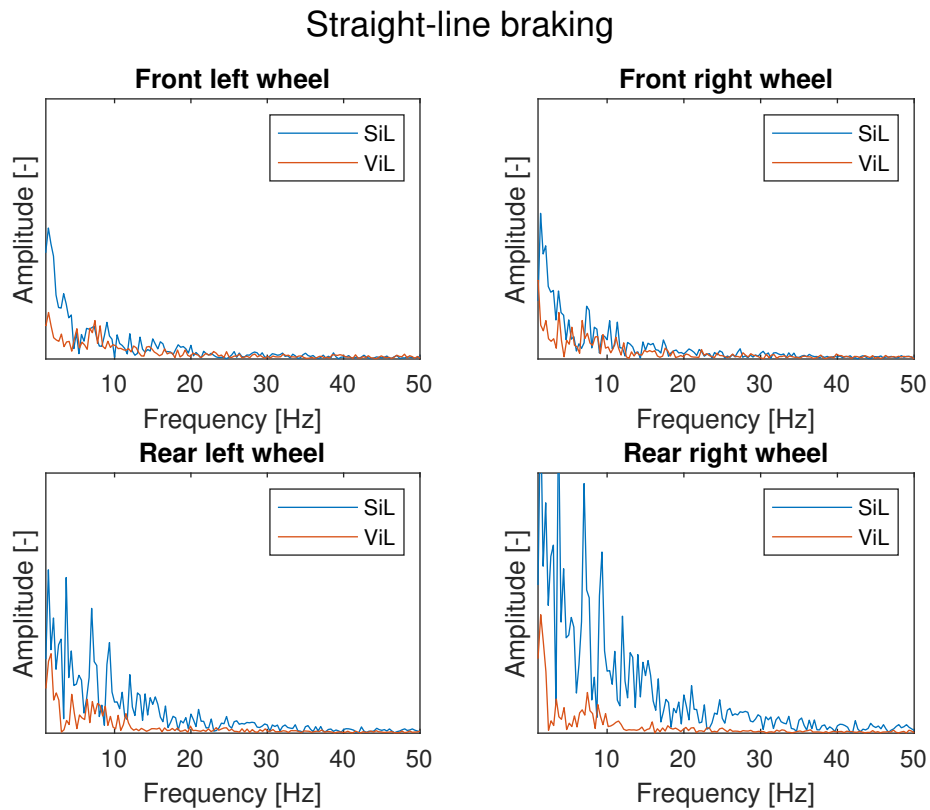 Straight-line braking
Front left wheel
Amplitude [-]
SiL
ViL
10 20 30 40 50
Frequency [Hz]
Front right wheel
Amplitude [-]
SiL
ViL
10 20 30 40 50
Frequency [Hz]
Rear left wheel
Amplitude [-]
SiL
ViL
10 20 30 40 50
Frequency [Hz]
Rear right wheel
Amplitude [-]
SiL
ViL
10 20 30 40 50
Frequency [Hz]